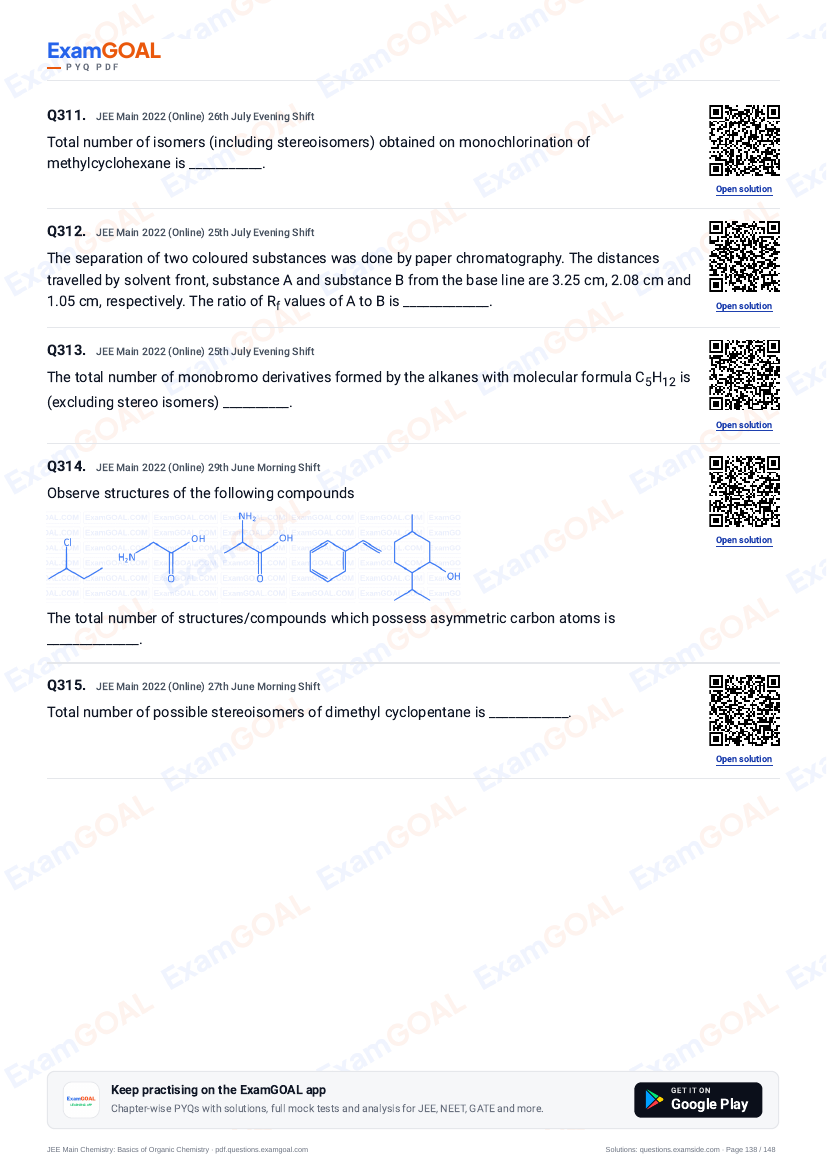 ExamGOAL
PYQ PDF
Q311. JEE Main 2022 (Online) 26th July Evening Shift
Total number of isomers (including stereoisomers) obtained on monochlorination of
methylcyclohexane is ___________.
Open solution
Q312. JEE Main 2022 (Online) 25th July Evening Shift
The separation of two coloured substances was done by paper chromatography. The distances
travelled by solvent front, substance A and substance B from the base line are 3.25 cm, 2.08 cm and
1.05 cm, respectively. The ratio of Rf values of A to B is _____________.
Open solution
Q313. JEE Main 2022 (Online) 25th July Evening Shift
The total number of monobromo derivatives formed by the alkanes with molecular formula C5H12 is
(excluding stereo isomers) __________.
Open solution
Q314. JEE Main 2022 (Online) 29th June Morning Shift
Observe structures of the following compounds
Cl H2N OH O NH2 OH O OH
The total number of structures/compounds which possess asymmetric carbon atoms is
______________.
Open solution
Q315. JEE Main 2022 (Online) 27th June Morning Shift
Total number of possible stereoisomers of dimethyl cyclopentane is ____________.
Open solution
ExamGOAL
Keep practising on the ExamGOAL app
Chapter-wise PYQs with solutions, full mock tests and analysis for JEE, NEET, GATE and more.
GET IT ON
Google Play
JEE Main Chemistry: Basics of Organic Chemistry · pdf.questions.examgoal.com
Solutions: questions.examside.com · Page 138 / 148